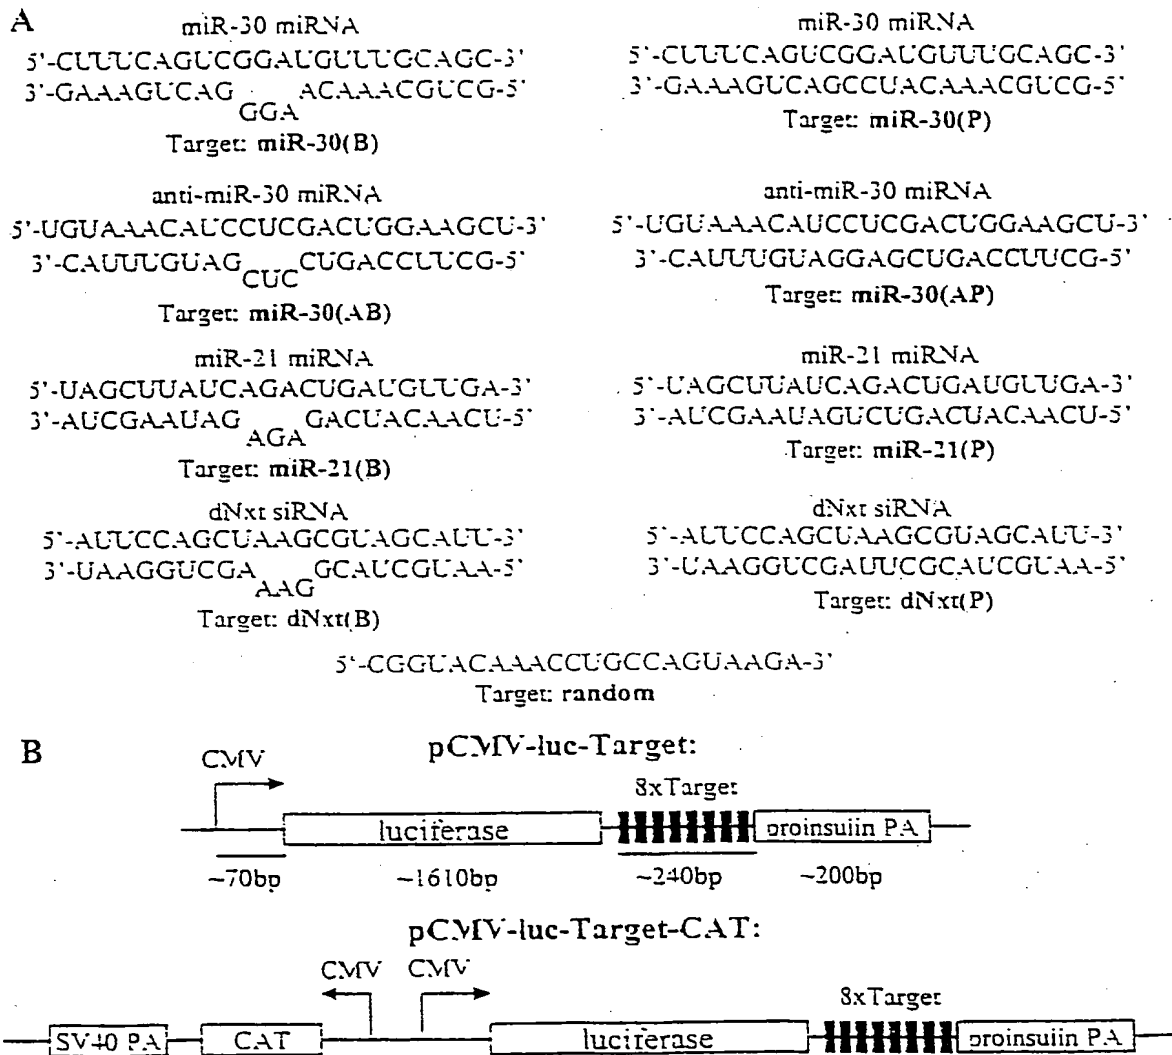 A
miR-30 miRNA
5'-CUUUCAGUCGGAUGUUUGCAGC-3'
3'-GAAAGUCAG ACAAACGUCG-5'
GGA
Target: miR-30(B)
miR-30 miRNA
5'-CUUUCAGUCGGAUGUUUGCAGC-3'
3'-GAAAGUCAGCCUACAAACGUCG-5'
Target: miR-30(P)
anti-miR-30 miRNA
5'-UGUAAACAUCCUCGACUGGAAGCU-3'
3'-CAUUUGUAG CUGACCUUCG-5'
CUC
Target: miR-30(AB)
anti-miR-30 miRNA
5'-UGUAAACAUCCUCGACUGGAAGCU-3'
3'-CAUUUGUAGGAGCUGACCUUCG-5'
Target: miR-30(AP)
miR-21 miRNA
5'-UAGCUUAUCAGACUGAUGUUGA-3'
3'-AUCGAAUAG GACUACAACU-5'
AGA
Target: miR-21(B)
miR-21 miRNA
5'-UAGCUUAUCAGACUGAUGUUGA-3'
3'-AUCGAAUAGUCUGACUACAACU-5'
Target: miR-21(P)
dNxt siRNA
5'-AUUCCAGCUAAGCGUAGCAUU-3'
3'-UAAGGUCGA GCAUCGUAA-5'
AAG
Target: dNxt(B)
dNxt siRNA
5'-AUUCCAGCUAAGCGUAGCAUU-3'
3'-UAAGGUCGAUUCGCAUCGUAA-5'
Target: dNxt(P)
5'-CGGUACAAACCUGCCAGUAAGA-3'
Target: random
B
pCMV-luc-Target:
CMV
8xTarget
luciferase
proinsulin PA
~70bp ~1610bp ~240bp ~200bp
pCMV-luc-Target-CAT:
CMV CMV
8xTarget
SV40 PA CAT luciferase proinsulin PA